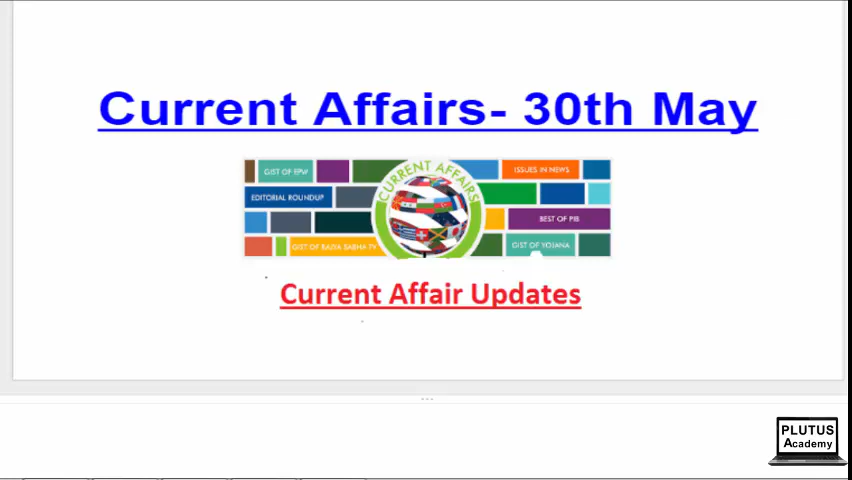 Current Affairs- 30th May
GIST OF EPW
CURRENT AFFAIRS
ISSUES IN NEWS
EDITORIAL ROUNDUP
BEST OF PIB
GIST OF RAJYA SABHA TV
GIST OF YOJANA
Current Affair Updates
PLUTUS
Academy